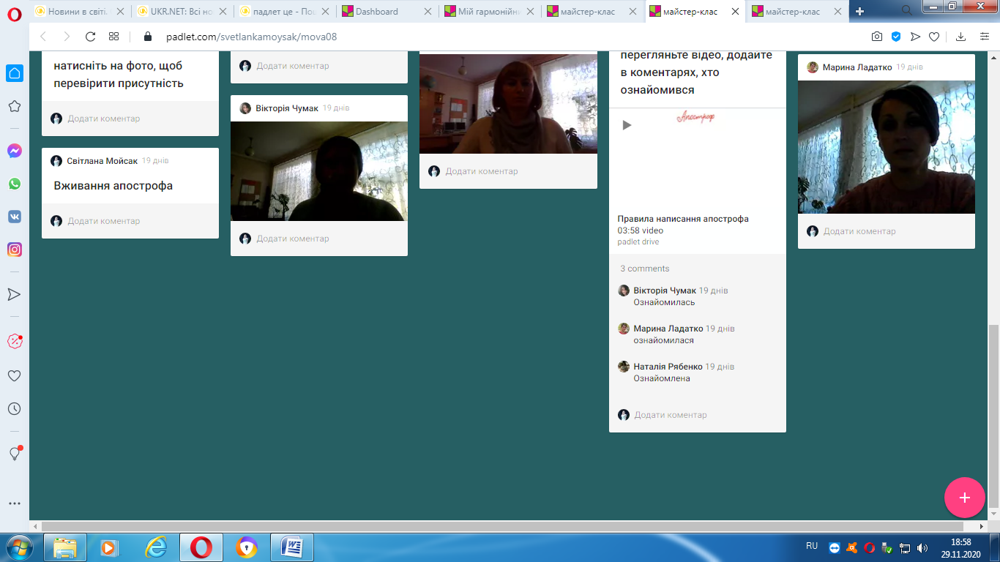 Новини в світі.
UKR.NET: Всі но
падлет це - Пош
Dashboard
Мій гармонійни
майстер-клас
майстер-клас
майстер-клас
padlet.com/svetlankamoysak/mova08
натисніть на фото, щоб
перевірити присутність
Додати коментар
Світлана Мойсак 19 днів
Вживання апострофа
Додати коментар
Додати коментар
Вікторія Чумак 19 днів
Додати коментар
Додати коментар
перегляньте відео, додайте
в коментарях, хто
ознайомився
Апостроф
Правила написання апострофа
03:58 video
padlet drive
3 comments
Вікторія Чумак 19 днів
Ознайомилась
Марина Ладатко 19 днів
ознайомилася
Наталія Рябенко 19 днів
Ознайомлена
Додати коментар
Марина Ладатко 19 днів
Додати коментар
RU
18:58
29.11.2020